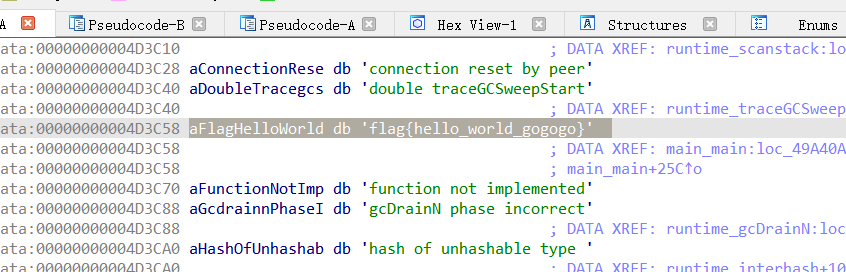 A Pseudocode-B Pseudocode-A Hex View-1 Structures Enums
ata:00000000004D3C10 ; DATA XREF: runtime_scanstack:lo
ata:00000000004D3C28 aConnectionRese db 'connection reset by peer'
ata:00000000004D3C40 aDoubleTracegcs db 'double traceGCSweepStart'
ata:00000000004D3C40 ; DATA XREF: runtime_traceGCSweep
ata:00000000004D3C58 aFlagHelloWorld db 'flag{hello_world_gogogo}'
ata:00000000004D3C58 ; DATA XREF: main_main:loc_49A40A
ata:00000000004D3C58 ; main_main+25C↑o
ata:00000000004D3C70 aFunctionNotImp db 'function not implemented'
ata:00000000004D3C88 aGcdrainnPhaseI db 'gcDrainN phase incorrect'
ata:00000000004D3C88 ; DATA XREF: runtime_gcDrainN:loc
ata:00000000004D3CA0 aHashOfUnhashab db 'hash of unhashable type '
ata:00000000004D3CA0 ; DATA XREF: runtime_interhash+10